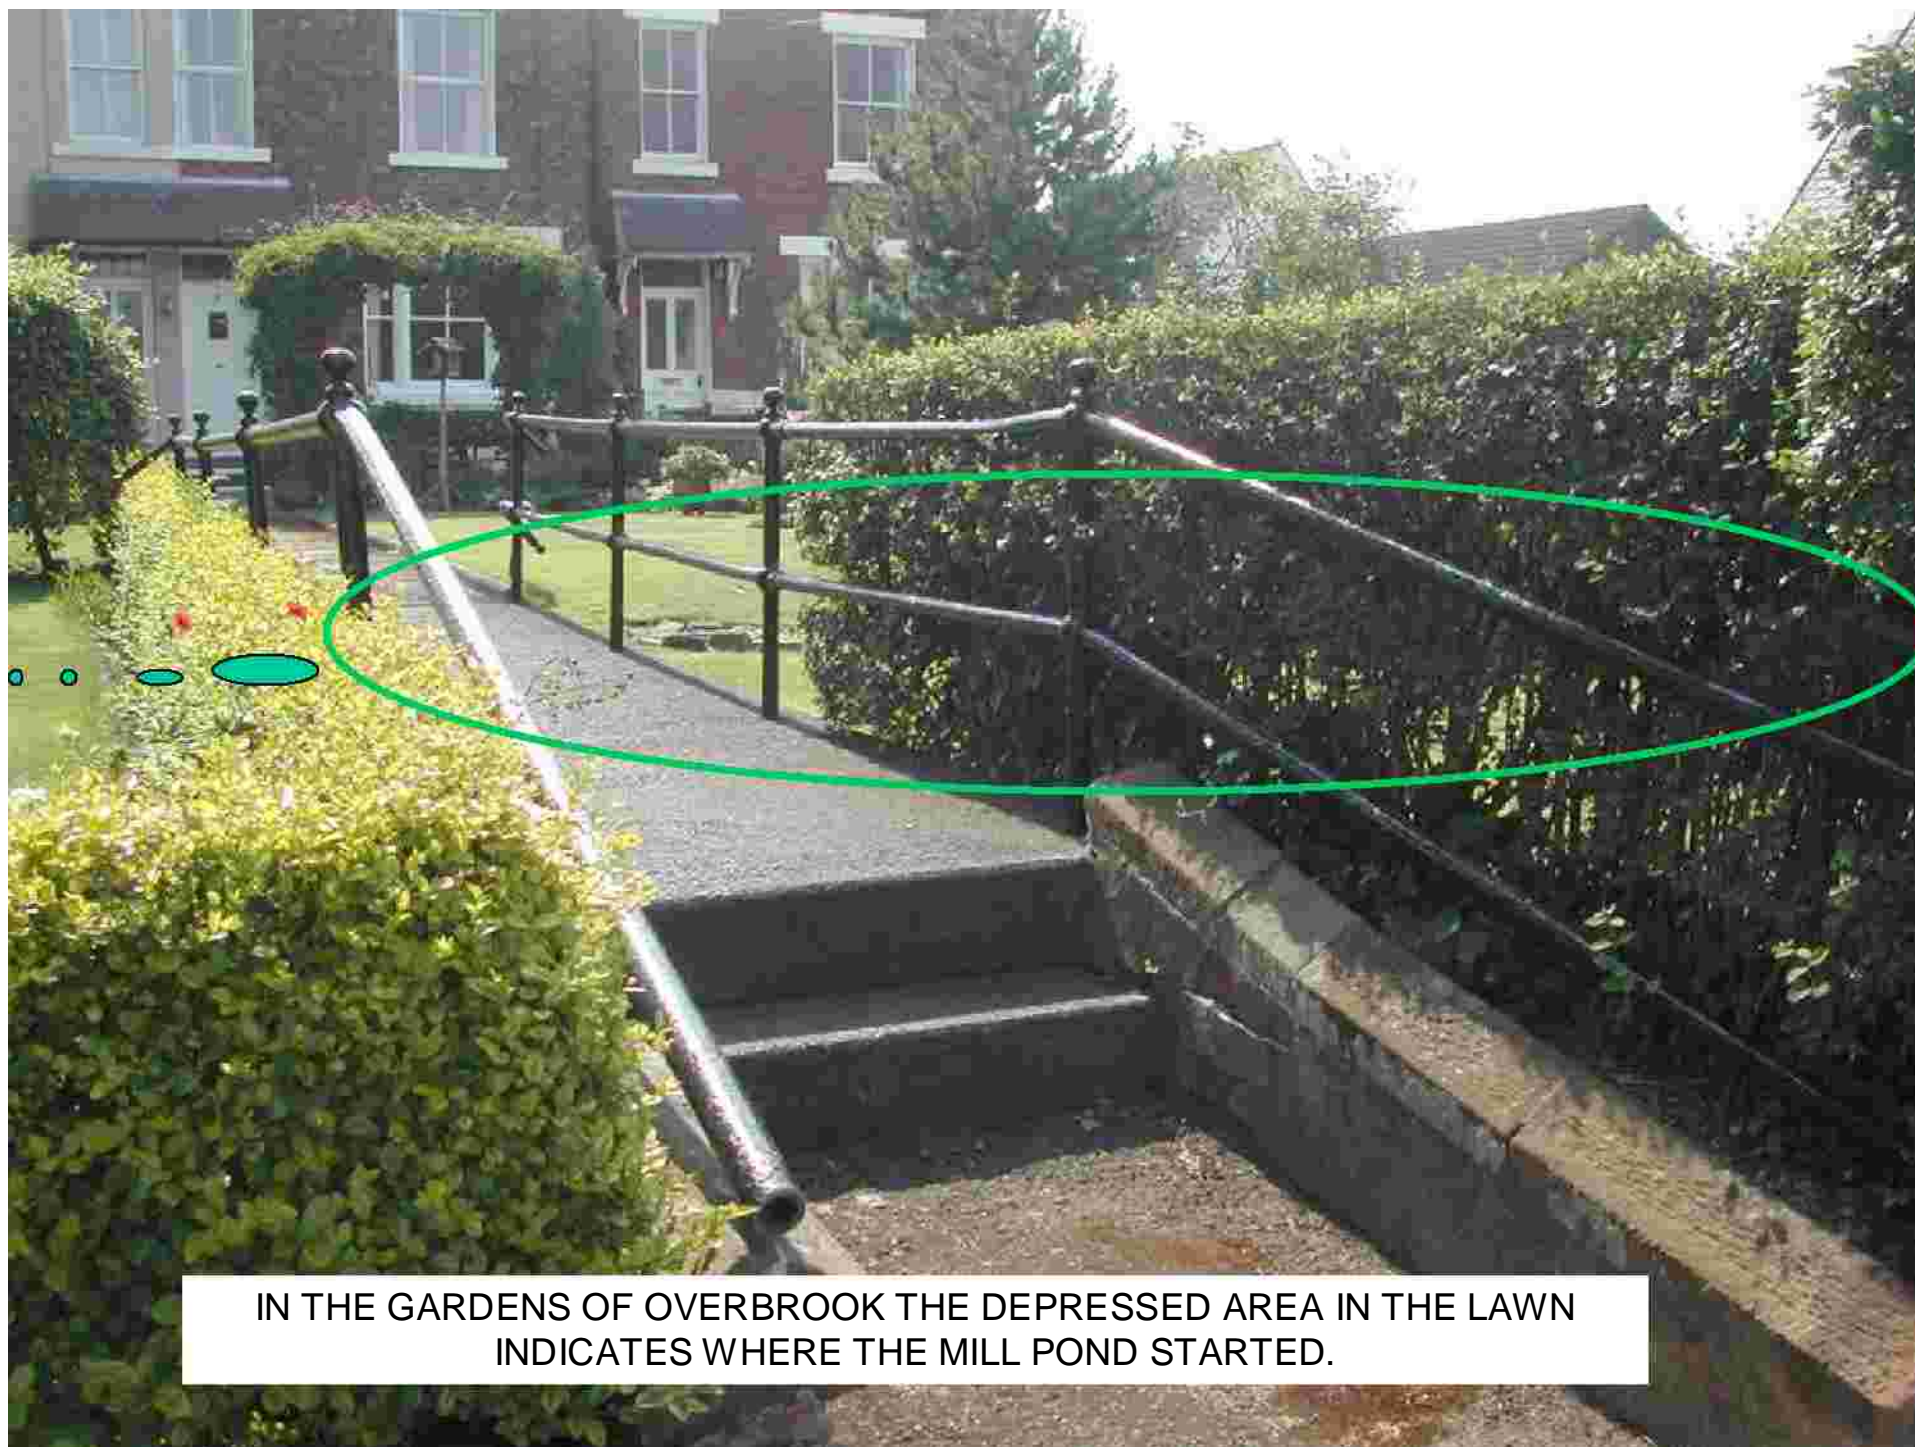 IN THE GARDENS OF OVERBROOK THE DEPRESSED AREA IN THE LAWN
INDICATES WHERE THE MILL POND STARTED.